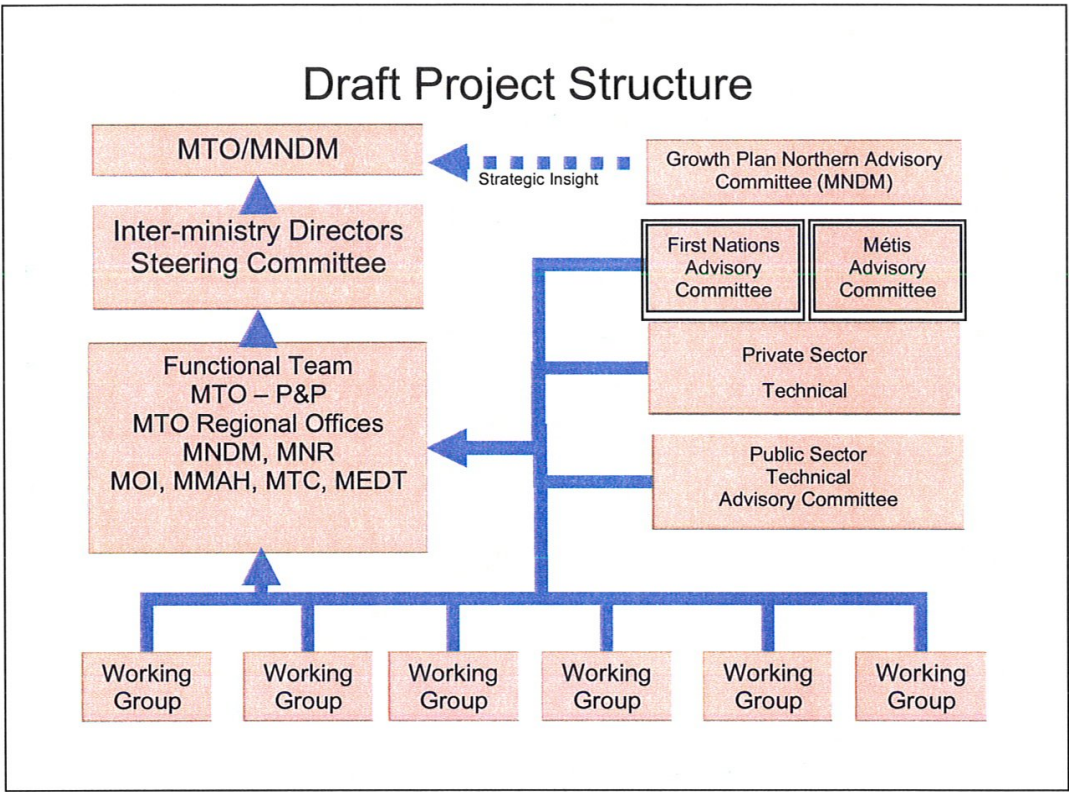 Draft Project Structure
MTO/MNDM
Strategic Insight
Growth Plan Northern Advisory
Committee (MNDM)
Inter-ministry Directors
Steering Committee
First Nations
Advisory
Committee
Métis
Advisory
Committee
Functional Team
MTO – P&P
MTO Regional Offices
MNDM, MNR
MOI, MMAH, MTC, MEDT
Private Sector
Technical
Public Sector
Technical
Advisory Committee
Working
Group
Working
Group
Working
Group
Working
Group
Working
Group
Working
Group